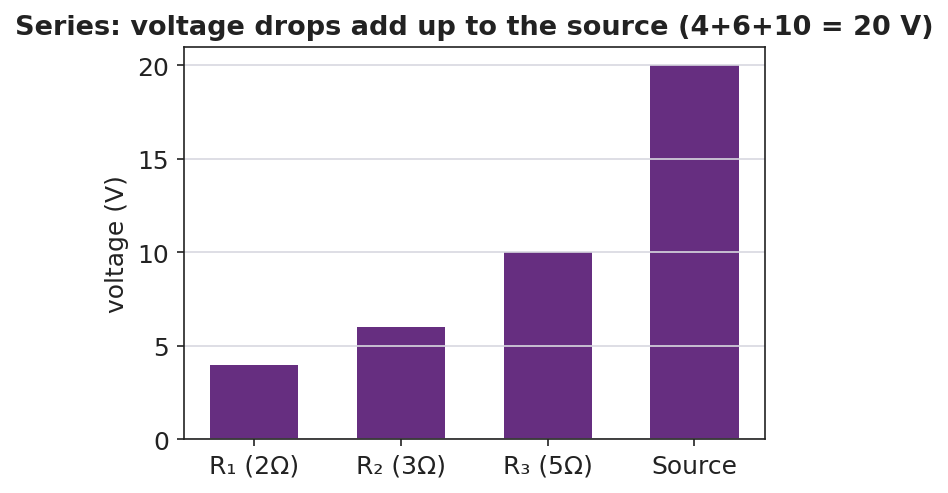 Series: voltage drops add up to the source (4+6+10 = 20 V)
20
15
10
5
0
voltage (V)
R₁ (2Ω) R₂ (3Ω) R₃ (5Ω) Source